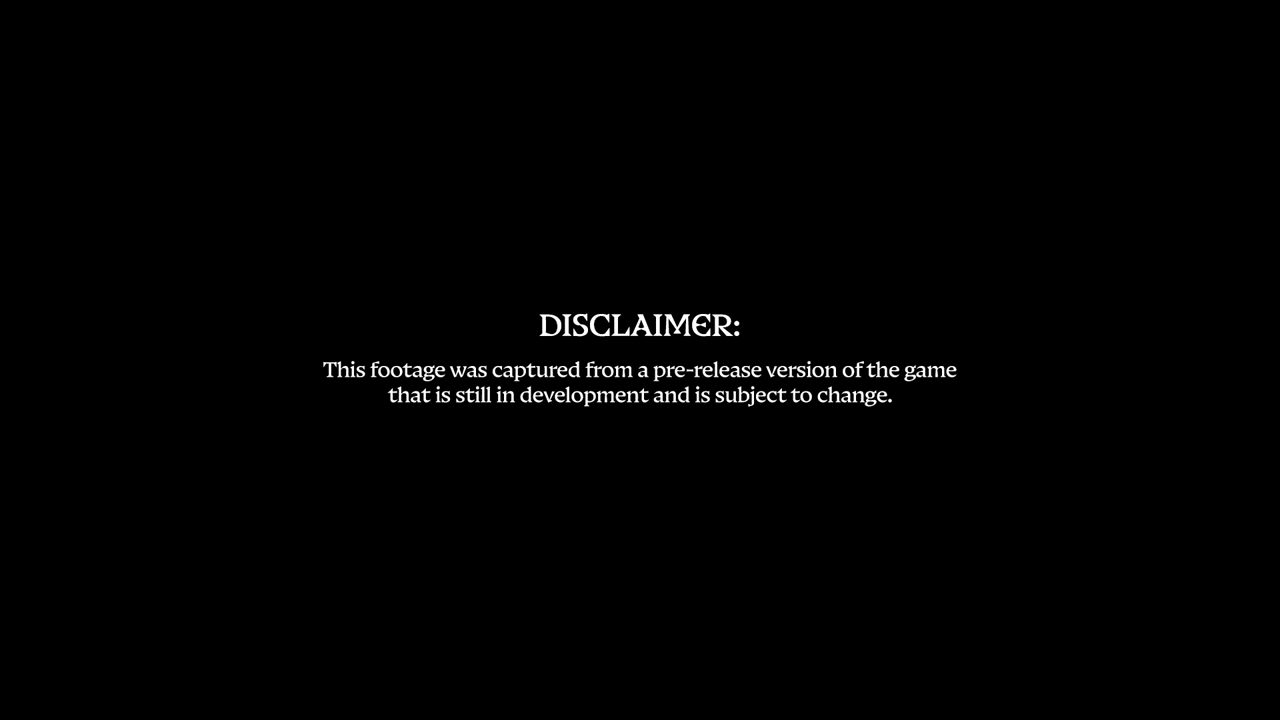 DISCLAIMER:
This footage was captured from a pre-release version of the game
that is still in development and is subject to change.